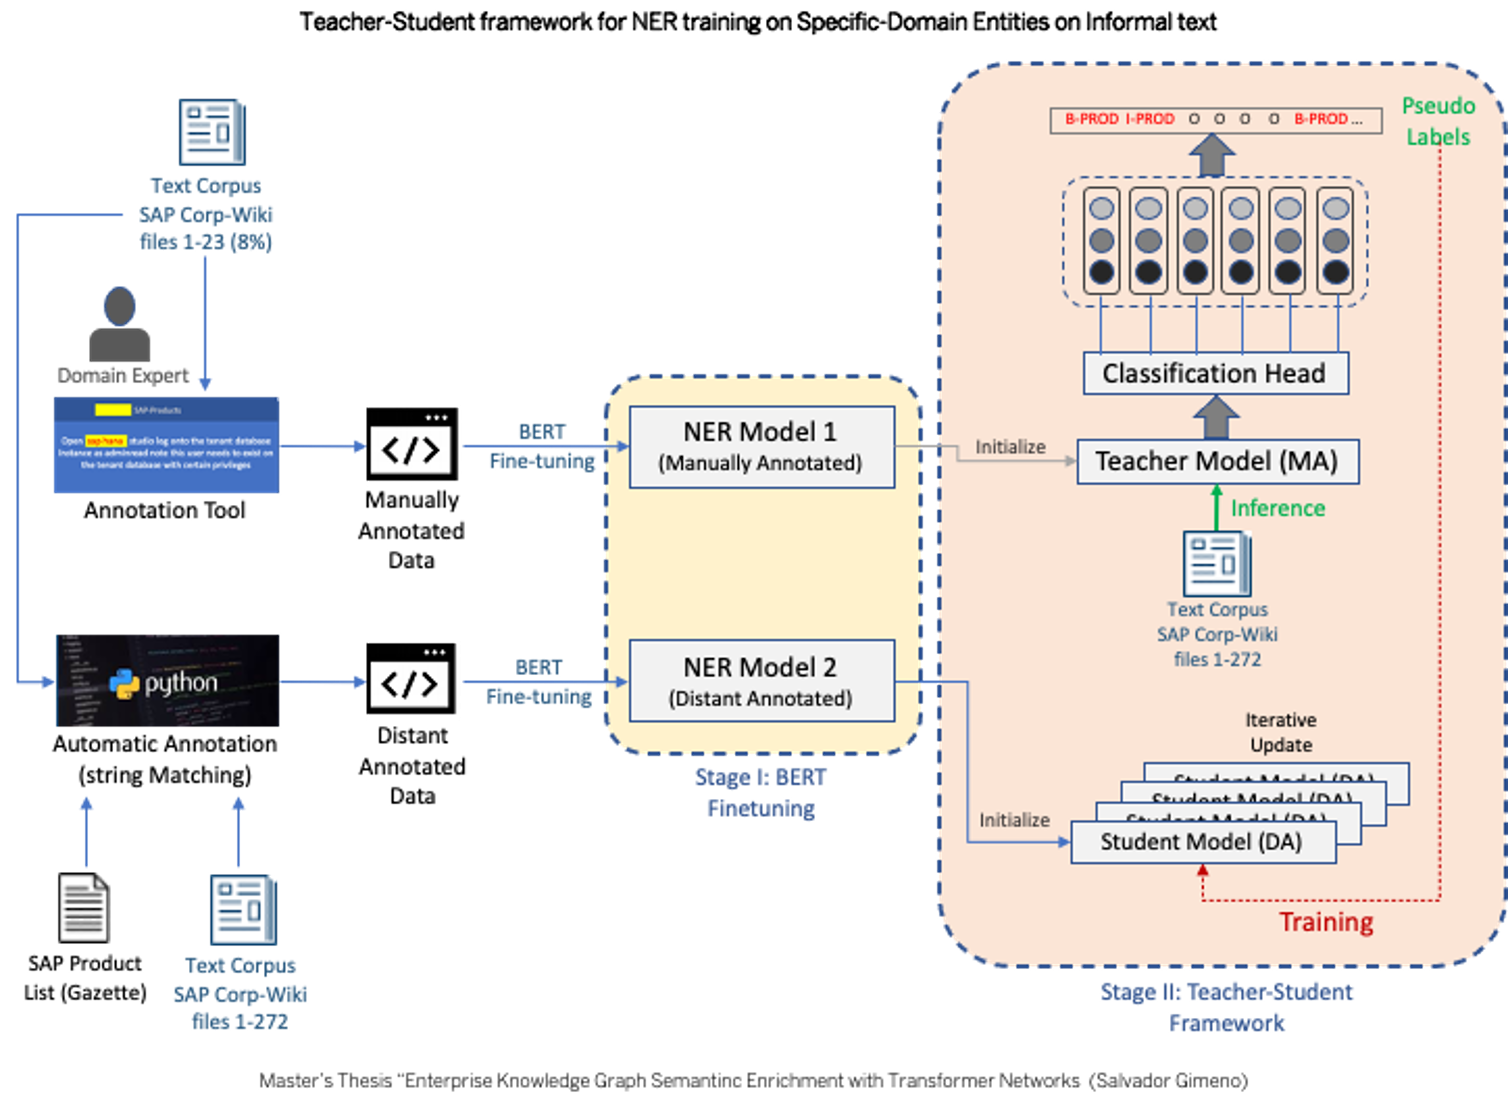 Teacher-Student framework for NER training on Specific-Domain Entities on Informal text
Text Corpus
SAP Corp-Wiki
files 1-23 (8%)
Domain Expert
SAP-Products
Open sap hana studio log onto the tenant database
instance as adminread note this user needs to exist on
the tenant database with certain privileges
Annotation Tool
Manually
Annotated
Data
BERT
Fine-tuning
NER Model 1
(Manually Annotated)
python
Automatic Annotation
(string Matching)
Distant
Annotated
Data
BERT
Fine-tuning
NER Model 2
(Distant Annotated)
Stage I: BERT
Finetuning
SAP Product
List (Gazette)
Text Corpus
SAP Corp-Wiki
files 1-272
B-PROD I-PROD O O O O B-PROD ...
Pseudo
Labels
Classification Head
Initialize
Teacher Model (MA)
Inference
Text Corpus
SAP Corp-Wiki
files 1-272
Iterative
Update
Student Model (DA)
Student Model (DA)
Student Model (DA)
Initialize
Student Model (DA)
Training
Stage II: Teacher-Student
Framework
Master's Thesis “Enterprise Knowledge Graph Semantinc Enrichment with Transformer Networks (Salvador Gimeno)